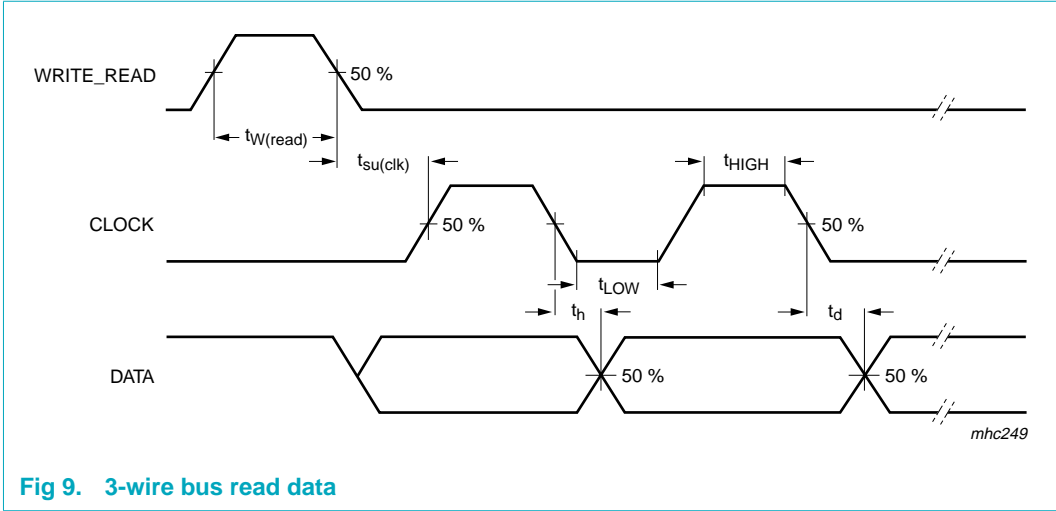 WRITE_READ
50 %
tW(read)
tsu(clk)
tHIGH
CLOCK
50 %
50 %
tLOW
th
td
DATA
50 %
50 %
mhc249
Fig 9. 3-wire bus read data